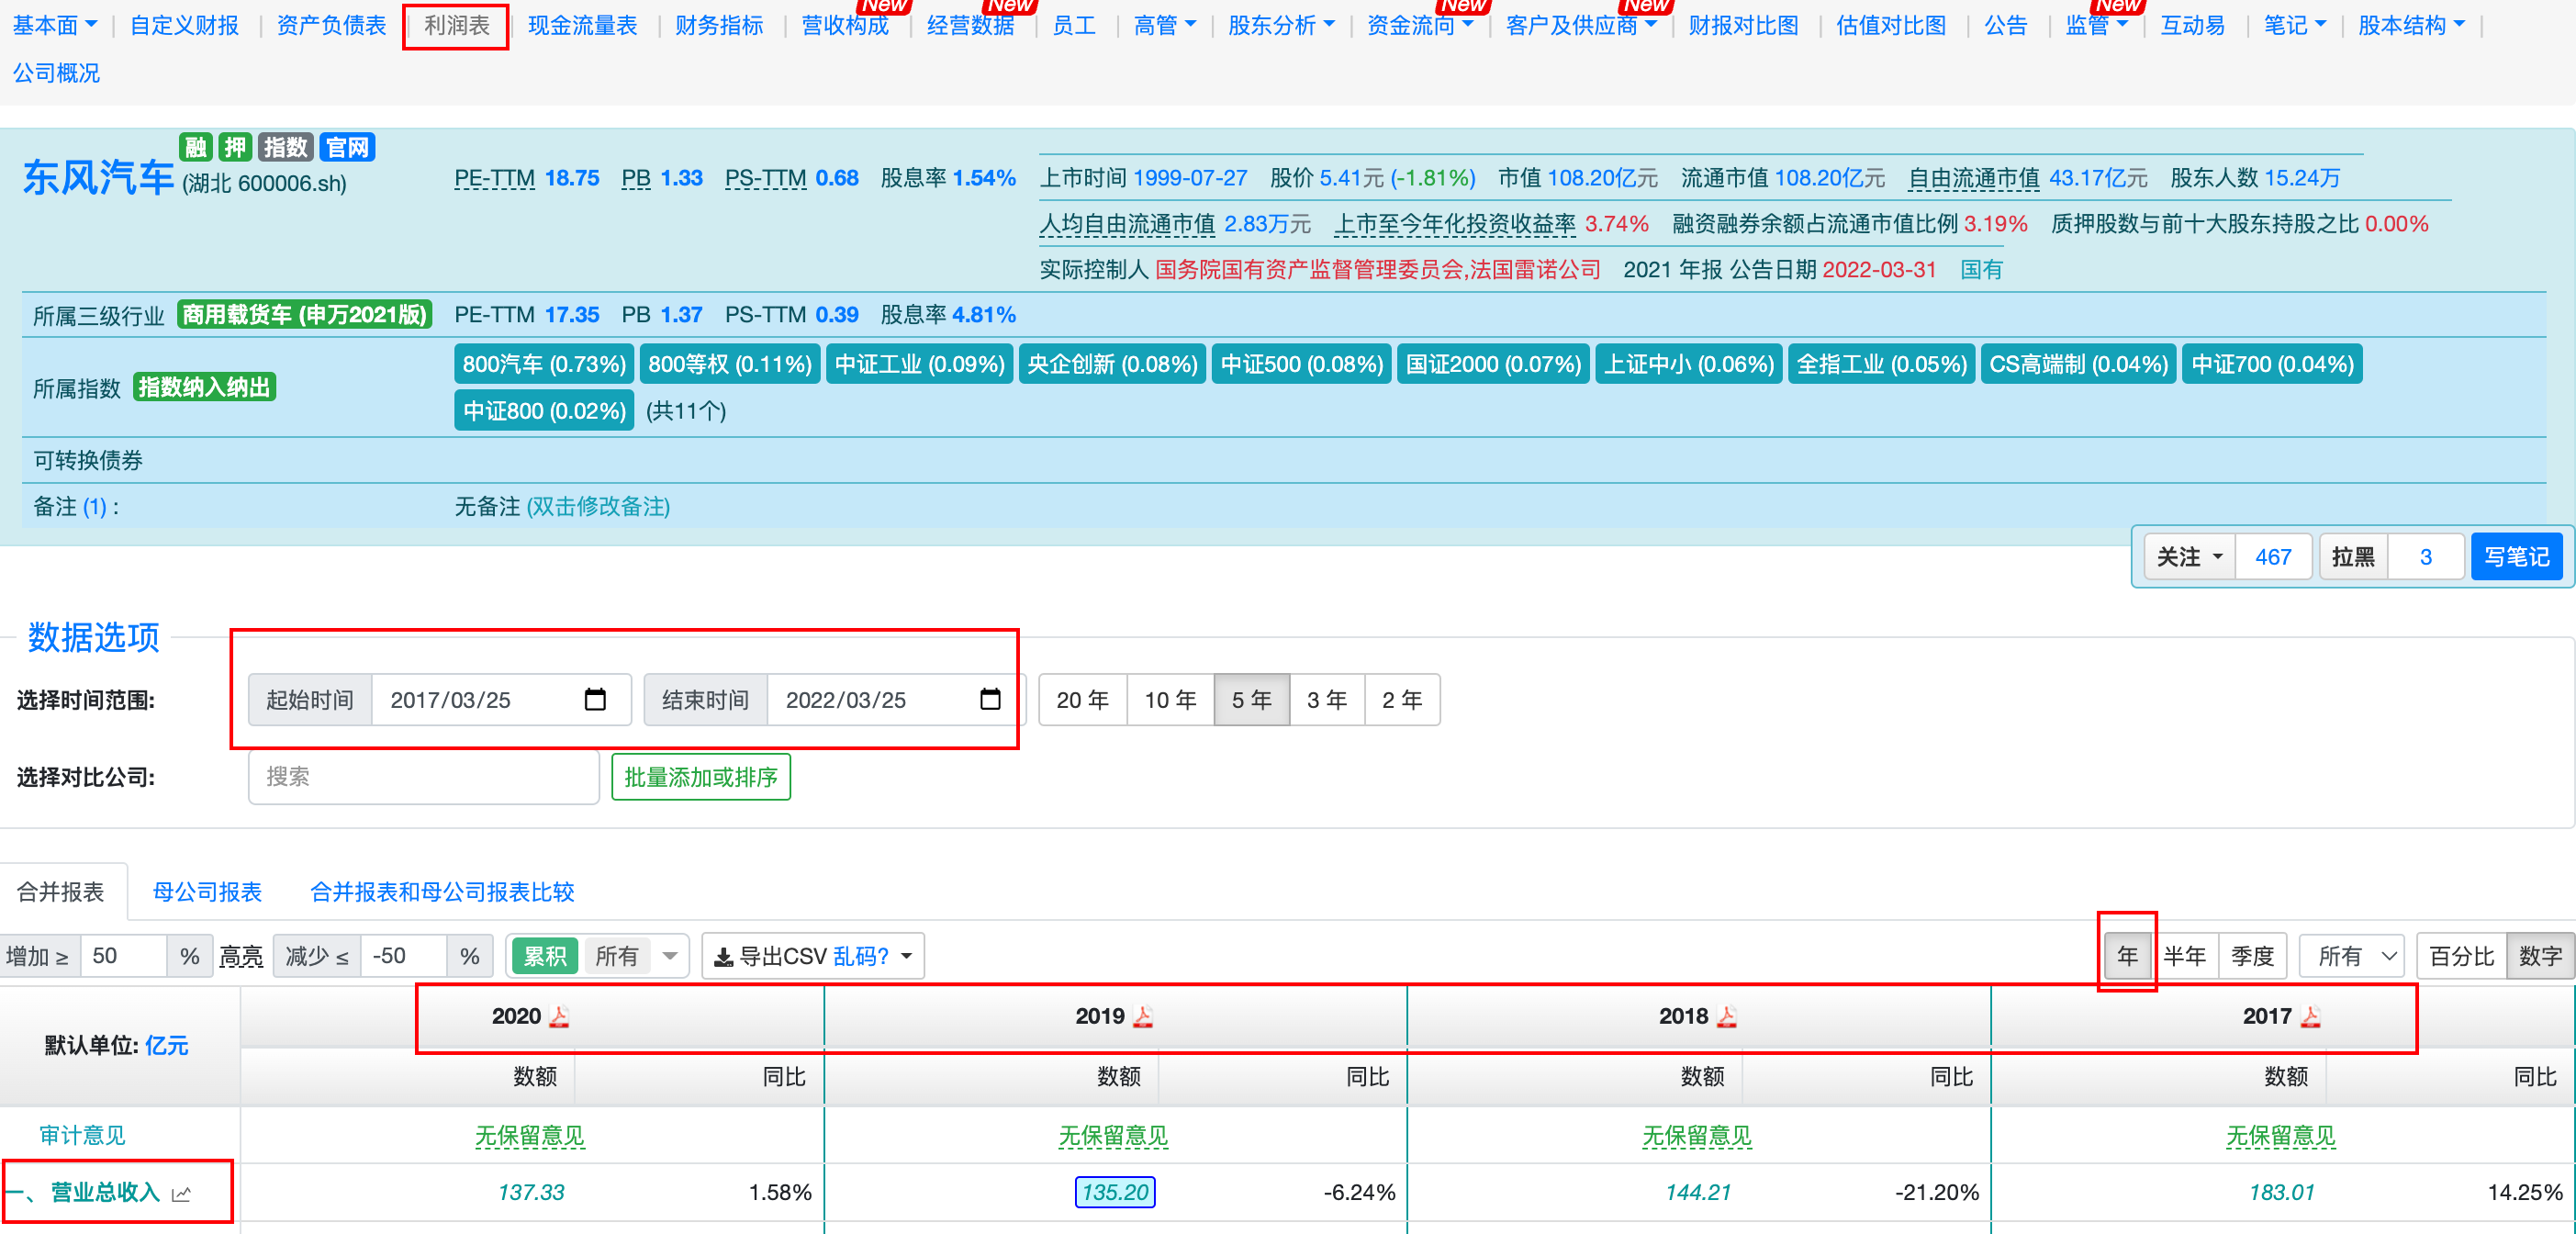 基本面 自定义财报 资产负债表 利润表 现金流量表 财务指标 营收构成 New 经营数据 New 员工 高管 股东分析 资金流向 New 客户及供应商 New 财报对比图 估值对比图 公告 监管 New 互动易 笔记 股本结构
公司概况
东风汽车 (湖北 600006.sh) 融 押 指数 官网
PE-TTM 18.75 PB 1.33 PS-TTM 0.68 股息率 1.54%
上市时间 1999-07-27 股价 5.41元 (-1.81%) 市值 108.20亿元 流通市值 108.20亿元 自由流通市值 43.17亿元 股东人数 15.24万
人均自由流通市值 2.83万元 上市至今年化投资收益率 3.74% 融资融券余额占流通市值比例 3.19% 质押股数与前十大股东持股之比 0.00%
实际控制人 国务院国有资产监督管理委员会,法国雷诺公司 2021 年报 公告日期 2022-03-31 国有
所属三级行业 商用载货车 (申万2021版) PE-TTM 17.35 PB 1.37 PS-TTM 0.39 股息率 4.81%
所属指数 指数纳入纳出 800汽车 (0.73%) 800等权 (0.11%) 中证工业 (0.09%) 央企创新 (0.08%) 中证500 (0.08%) 国证2000 (0.07%) 上证中小 (0.06%) 全指工业 (0.05%) CS高端制 (0.04%) 中证700 (0.04%)
中证800 (0.02%) (共11个)
可转换债券
备注 (1) : 无备注 (双击修改备注)
关注 467 拉黑 3 写笔记
数据选项
选择时间范围: 起始时间 2017/03/25 结束时间 2022/03/25 20 年 10 年 5 年 3 年 2 年
选择对比公司: 搜索 批量添加或排序
合并报表 母公司报表 合并报表和母公司报表比较
增加 ≥ 50 % 高亮 减少 ≤ -50 % 累积 所有 导出CSV 乱码? 年 半年 季度 所有 百分比 数字
默认单位: 亿元 2020 2019 2018 2017
数额 同比 数额 同比 数额 同比 数额 同比
审计意见 无保留意见 无保留意见 无保留意见 无保留意见
一、营业总收入 137.33 1.58% 135.20 -6.24% 144.21 -21.20% 183.01 14.25%